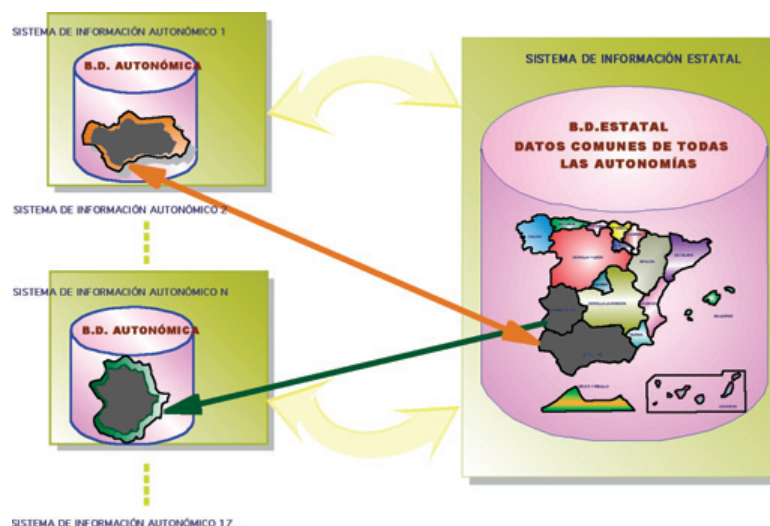 SISTEMA DE INFORMACIÓN AUTONÓMICO 1
B.D. AUTONÓMICA
SISTEMA DE INFORMACIÓN AUTONÓMICO 2
SISTEMA DE INFORMACIÓN AUTONÓMICO N
B.D. AUTONÓMICA
SISTEMA DE INFORMACIÓN AUTONÓMICO 17
SISTEMA DE INFORMACIÓN ESTATAL
B.D.ESTATAL
DATOS COMUNES DE TODAS
LAS AUTONOMÍAS